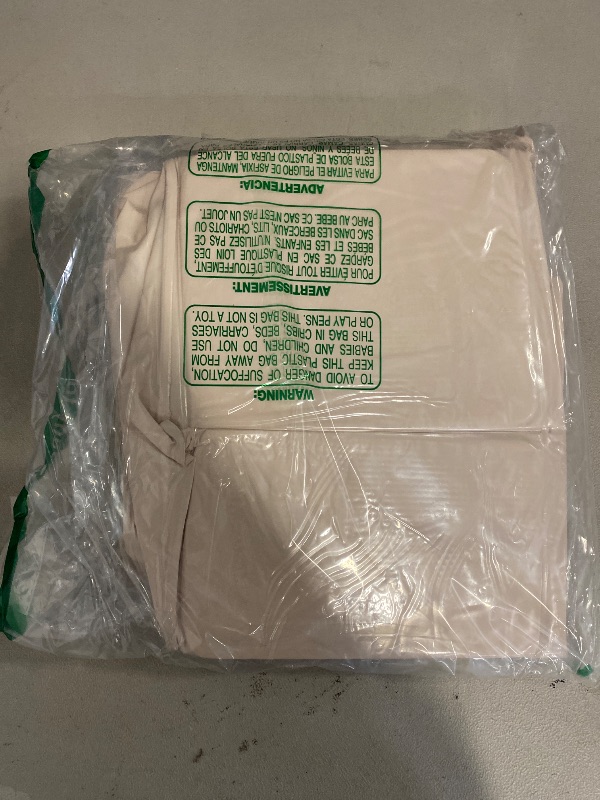 WARNING:
TO AVOID DANGER OF SUFFOCATION,
KEEP THIS PLASTIC BAG AWAY FROM
BABIES AND CHILDREN, DO NOT USE
THIS BAG IN CRIBS, BEDS, CARRIAGES
OR PLAY PENS. THIS BAG IS NOT A TOY.
AVERTISSEMENT:
POUR ÉVITER TOUT RISQUE D'ÉTOUFFEMENT,
GARDEZ CE SAC EN PLASTIQUE LOIN DES
BÉBÉS ET LES ENFANTS, N'UTILISEZ PAS CE
SAC DANS LES BERCEAUX, LITS, CHARIOTS OU
PARC AU BEBE. CE SAC N'EST PAS UN JOUET.
ADVERTENCIA:
PARA EVITAR EL PELIGRO DE ASFIXIA, MANTENGA
ESTA BOLSA DE PLASTICO FUERA DEL ALCANCE
DE BEBES Y NIÑOS. NO